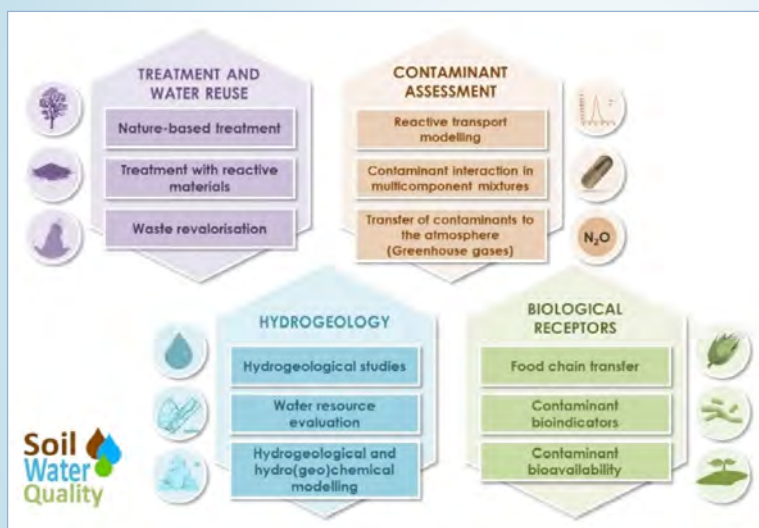 TREATMENT AND
WATER REUSE
Nature-based treatment
Treatment with reactive
materials
Waste revalorisation
CONTAMINANT
ASSESSMENT
Reactive transport
modelling
Contaminant interaction in
multicomponent mixtures
Transfer of contaminants to
the atmosphere
(Greenhouse gases)
N₂O
HYDROGEOLOGY
Hydrogeological studies
Water resource
evaluation
Hydrogeological and
hydro(geo)chemical
modelling
BIOLOGICAL
RECEPTORS
Food chain transfer
Contaminant
bioindicators
Contaminant
bioavailability
Soil
Water
Quality